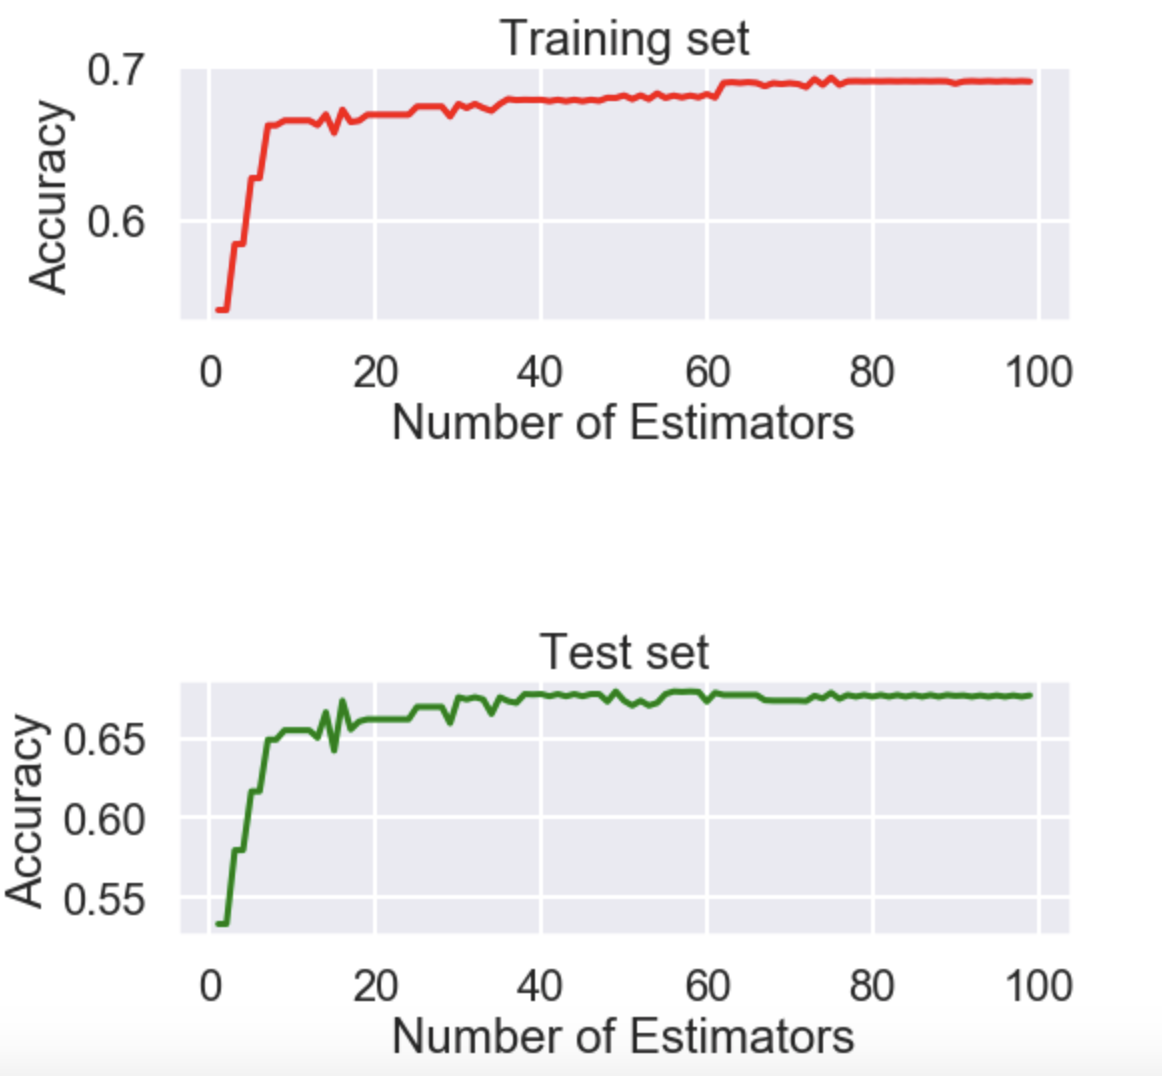 Training set
0.7
0.6
Accuracy
0 20 40 60 80 100
Number of Estimators
Test set
0.65
0.60
0.55
Accuracy
0 20 40 60 80 100
Number of Estimators